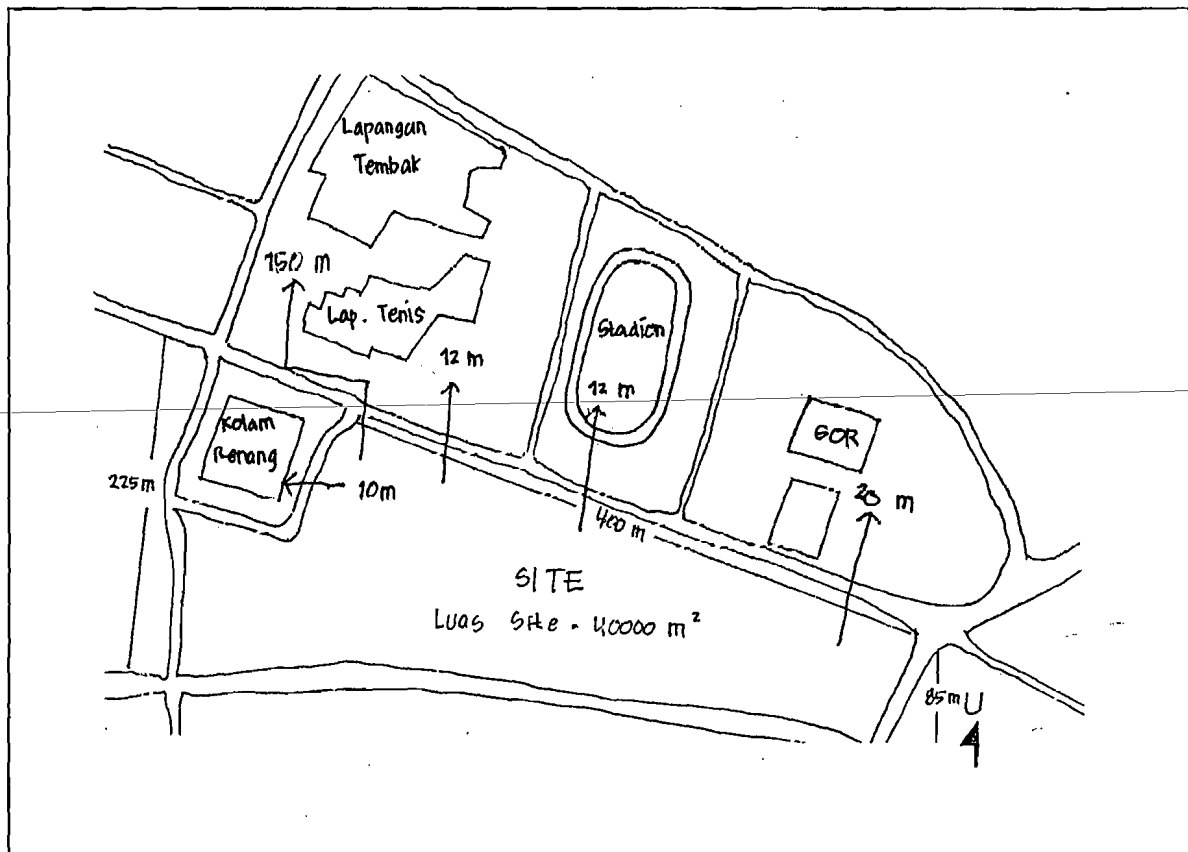 Lapangan
Tembak
150 m
Lap. Tenis
12 m
Stadion
12 m
GOR
Kolam
Renang
225 m
10 m
20 m
400 m
SITE
Luas Site = 40000 m²
85 m
U